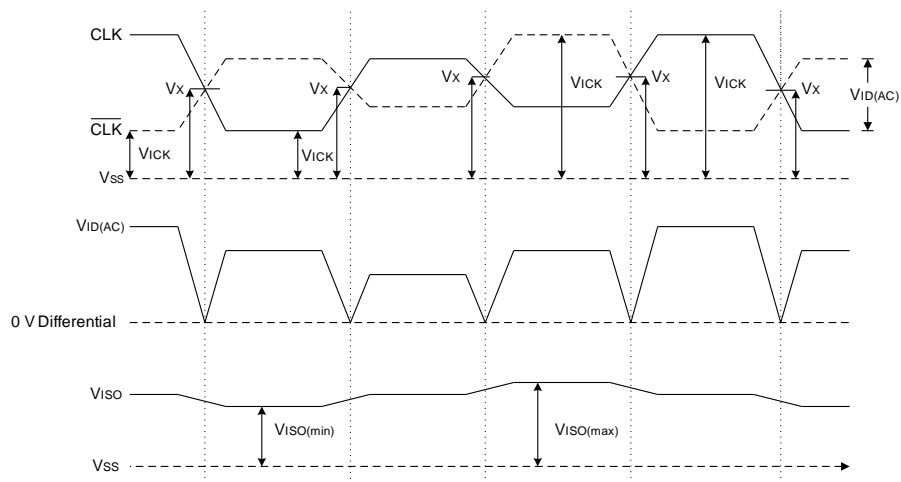 CLK
VX
VX
VX
VICK
VX
VICK
VX
VID(AC)
CLK
VICK
VICK
VSS
VID(AC)
0 V Differential
VISO
VISO(min)
VISO(max)
VSS